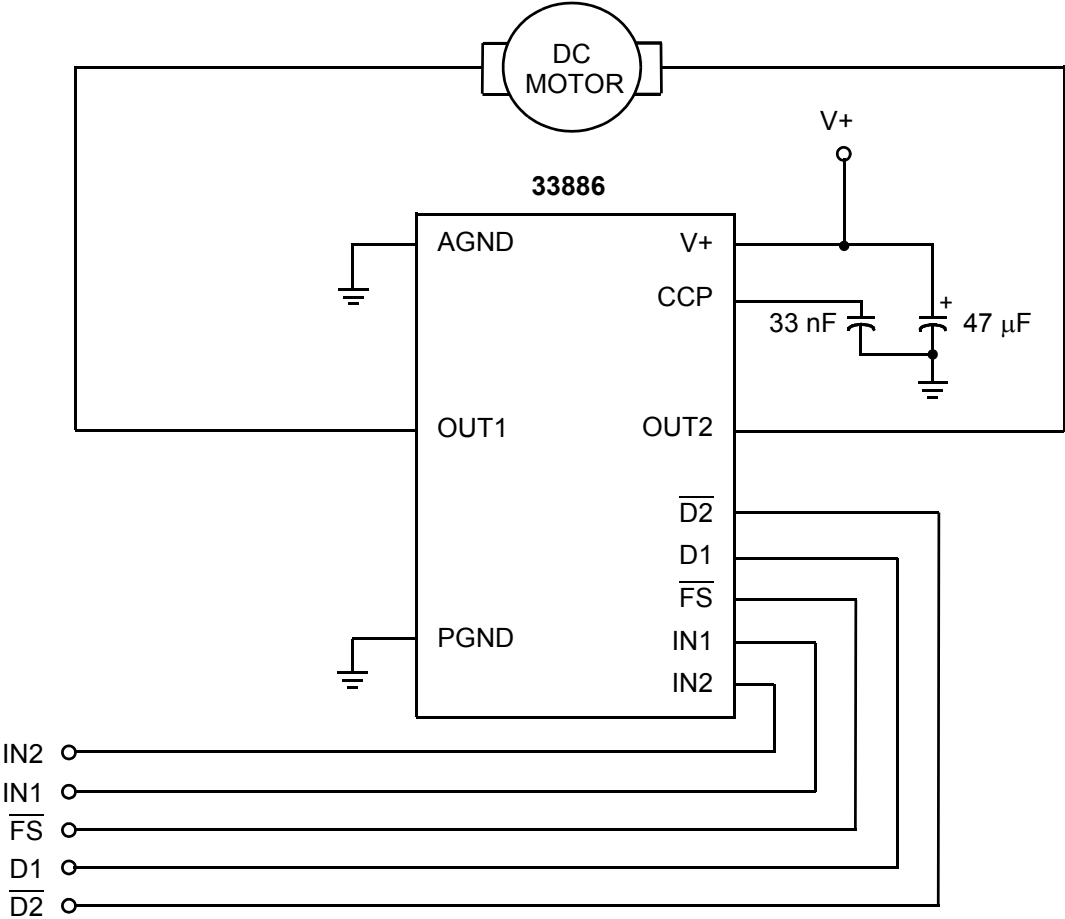 DC
MOTOR
V+
33886
AGND
V+
CCP
33 nF
+
47 μF
OUT1
OUT2
D2
D1
FS
PGND
IN1
IN2
IN2
IN1
FS
D1
D2